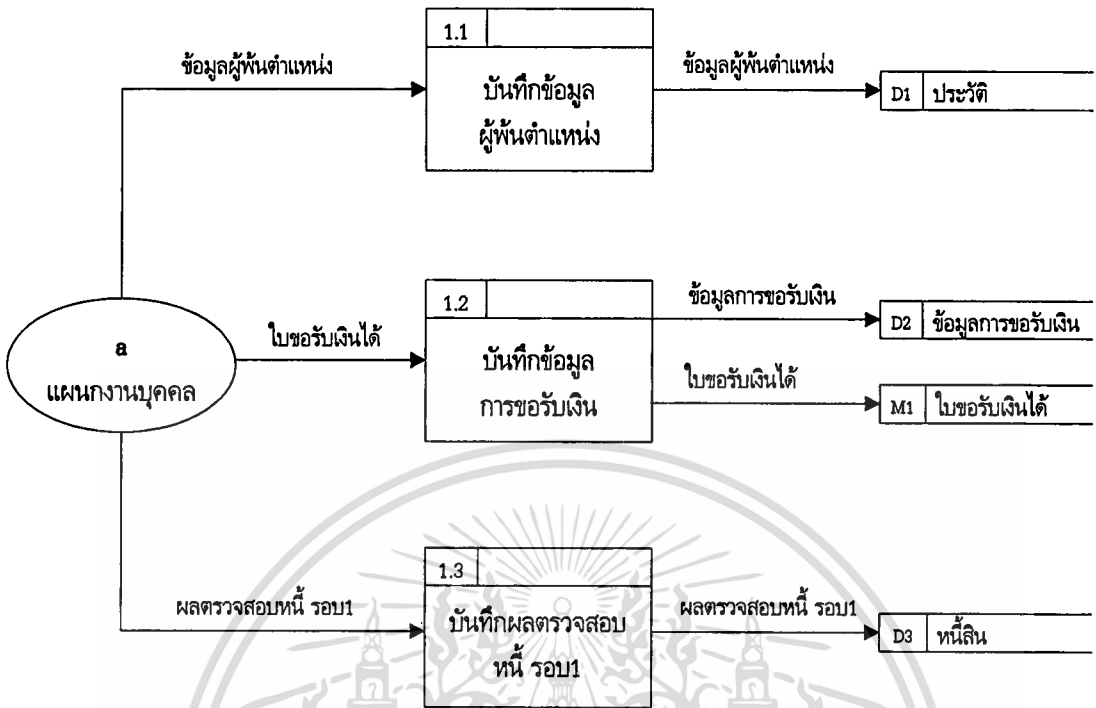 1.1
ข้อมูลผู้พ้นตำแหน่ง
ข้อมูลผู้พ้นตำแหน่ง
บันทึกข้อมูล
ผู้พ้นตำแหน่ง
D1 ประวัติ
1.2
ข้อมูลการขอรับเงิน
D2 ข้อมูลการขอรับเงิน
ใบขอรับเงินได้
a
แผนกงานบุคคล
บันทึกข้อมูล
การขอรับเงิน
ใบขอรับเงินได้
M1 ใบขอรับเงินได้
1.3
ผลตรวจสอบหนี้ รอบ1
บันทึกผลตรวจสอบ
หนี้ รอบ1
ผลตรวจสอบหนี้ รอบ1
D3 หนี้สิน